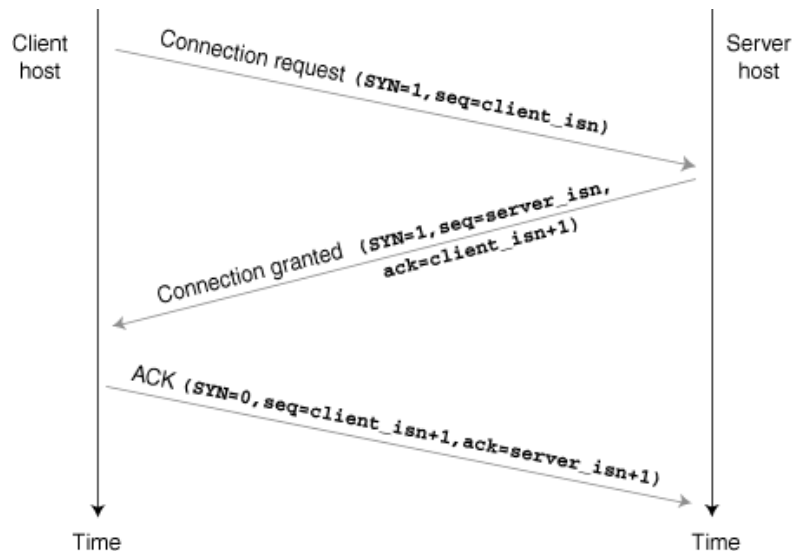 Client
host
Server
host
Connection request (SYN=1,seq=client_isn)
Connection granted (SYN=1,seq=server_isn,
ack=client_isn+1)
ACK (SYN=0,seq=client_isn+1,ack=server_isn+1)
Time
Time